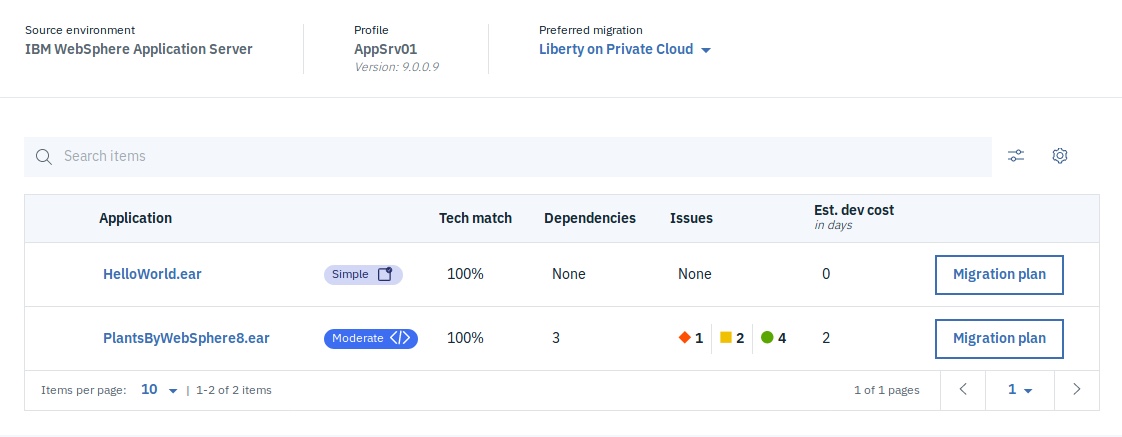 Source environment
IBM WebSphere Application Server
Profile
AppSrv01
Version: 9.0.0.9
Preferred migration
Liberty on Private Cloud
Search items
Application Tech match Dependencies Issues Est. dev cost
in days
HelloWorld.ear Simple 100% None None 0 Migration plan
PlantsByWebSphere8.ear Moderate </> 100% 3 1 2 4 2 Migration plan
Items per page: 10 | 1-2 of 2 items 1 of 1 pages 1